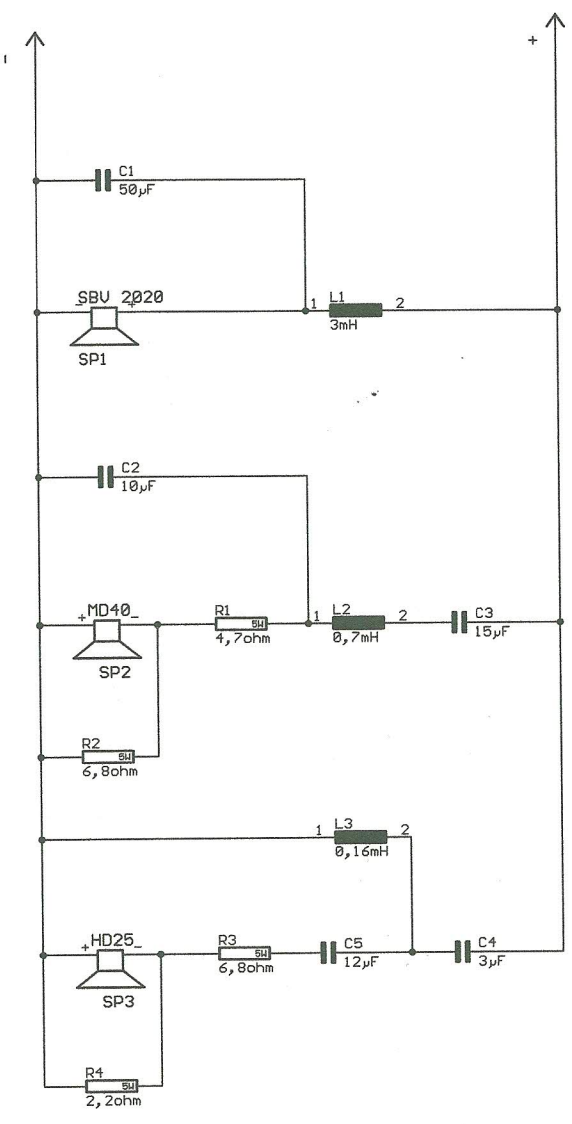 +
C1
50µF
SBV 2020
- +
SP1
1 L1 2
3mH
C2
10µF
+ MD40 -
SP2
R1
5W
4,7ohm
1 L2 2
0,7mH
C3
15µF
R2
5W
6,8ohm
1 L3 2
0,16mH
+ HD25 -
SP3
R3
5W
6,8ohm
C5
12µF
C4
3µF
R4
5W
2,2ohm